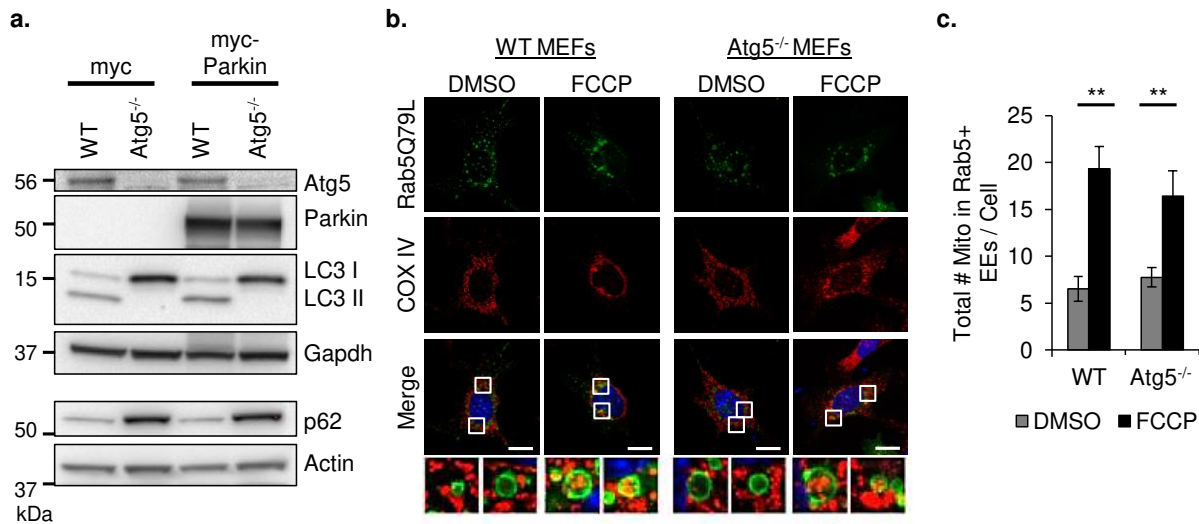 a.
myc
myc-
Parkin
WT
Atg5-/-
WT
Atg5-/-
56
Atg5
50
Parkin
15
LC3 I
LC3 II
37
Gapdh
50
p62
Actin
37
kDa
b.
WT MEFs
Atg5-/- MEFs
DMSO
FCCP
DMSO
FCCP
Rab5Q79L
COX IV
Merge
c.
Total # Mito in Rab5+
EEs / Cell
25
20
15
10
5
0
**
**
WT
Atg5-/-
DMSO
FCCP